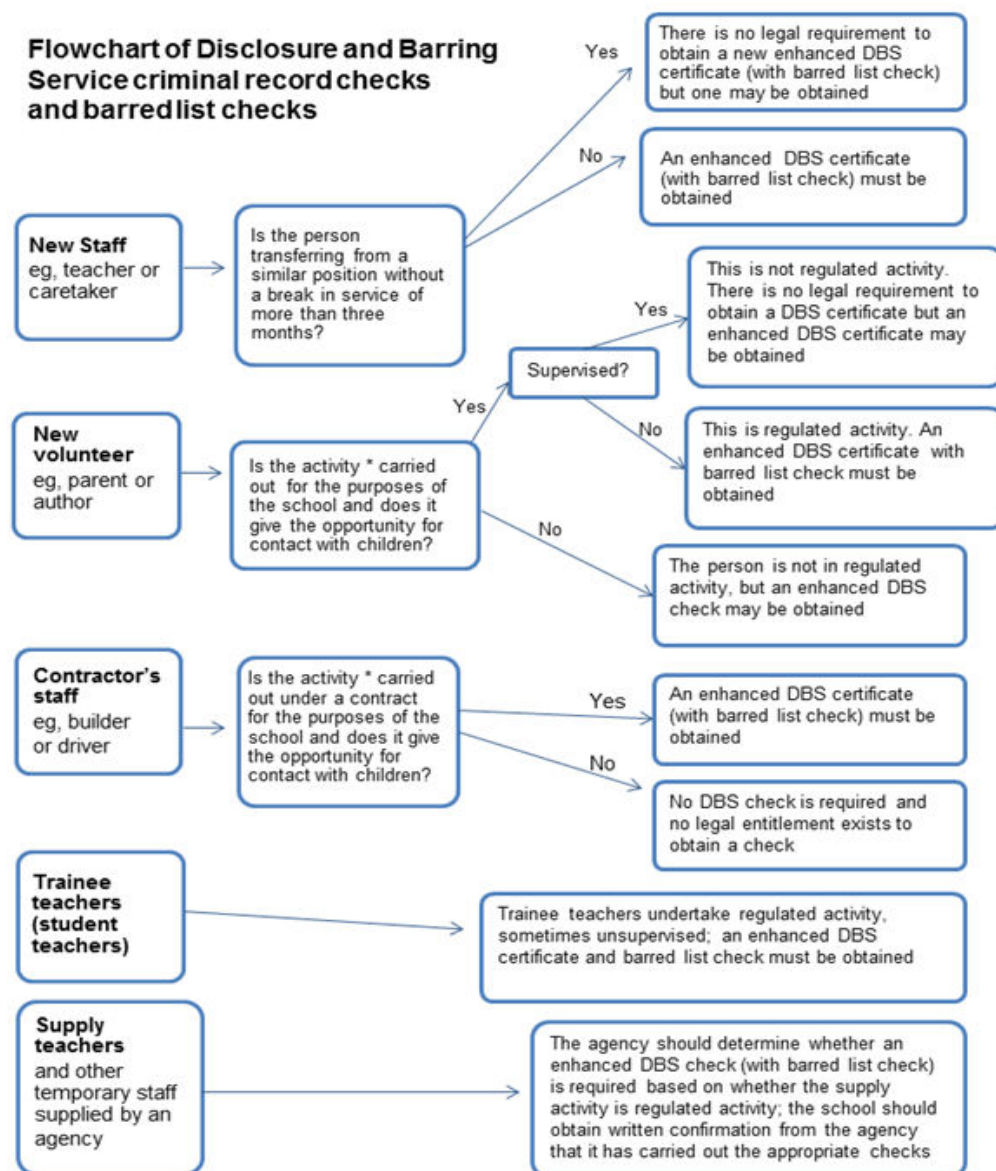 Flowchart of Disclosure and Barring
Service criminal record checks
and barred list checks
New Staff
eg, teacher or
caretaker
Is the person
transferring from a
similar position without
a break in service of
more than three
months?
Yes
There is no legal requirement to
obtain a new enhanced DBS
certificate (with barred list check)
but one may be obtained
No
An enhanced DBS certificate
(with barred list check) must be
obtained
New
volunteer
eg, parent or
author
Is the activity * carried
out for the purposes of
the school and does it
give the opportunity for
contact with children?
Yes
Supervised?
Yes
This is not regulated activity.
There is no legal requirement to
obtain a DBS certificate but an
enhanced DBS certificate may
be obtained
No
This is regulated activity. An
enhanced DBS certificate with
barred list check must be
obtained
No
The person is not in regulated
activity, but an enhanced DBS
check may be obtained
Contractor's
staff
eg, builder
or driver
Is the activity * carried
out under a contract
for the purposes of the
school and does it give
the opportunity for
contact with children?
Yes
An enhanced DBS certificate
(with barred list check) must be
obtained
No
No DBS check is required and
no legal entitlement exists to
obtain a check
Trainee
teachers
(student
teachers)
Trainee teachers undertake regulated activity,
sometimes unsupervised; an enhanced DBS
certificate and barred list check must be obtained
Supply
teachers
and other
temporary staff
supplied by an
agency
The agency should determine whether an
enhanced DBS check (with barred list check)
is required based on whether the supply
activity is regulated activity; the school should
obtain written confirmation from the agency
that it has carried out the appropriate checks